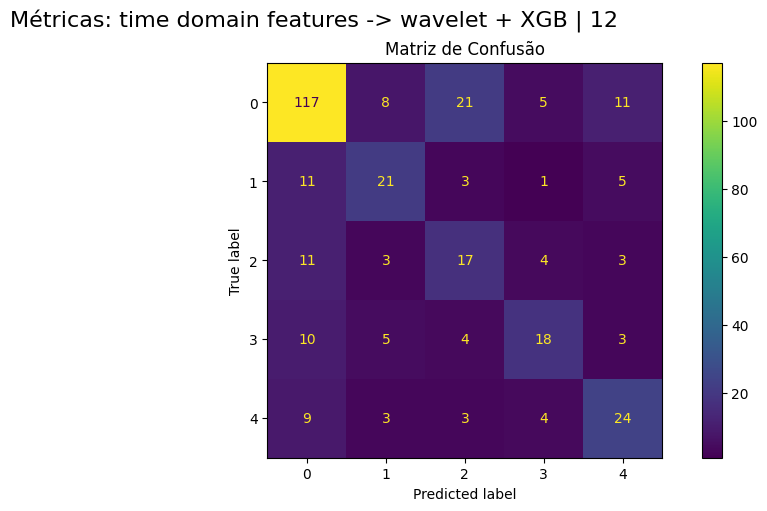 Métricas: time domain features -> wavelet + XGB | 12
Matriz de Confusão
0 117 8 21 5 11
1 11 21 3 1 5
2 11 3 17 4 3
3 10 5 4 18 3
4 9 3 3 4 24
0 1 2 3 4
True label
Predicted label
100
80
60
40
20